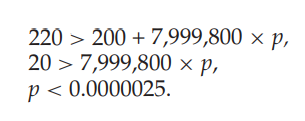 220 > 200 + 7,999,800 × p,
20 > 7,999,800 × p,
p < 0.0000025.